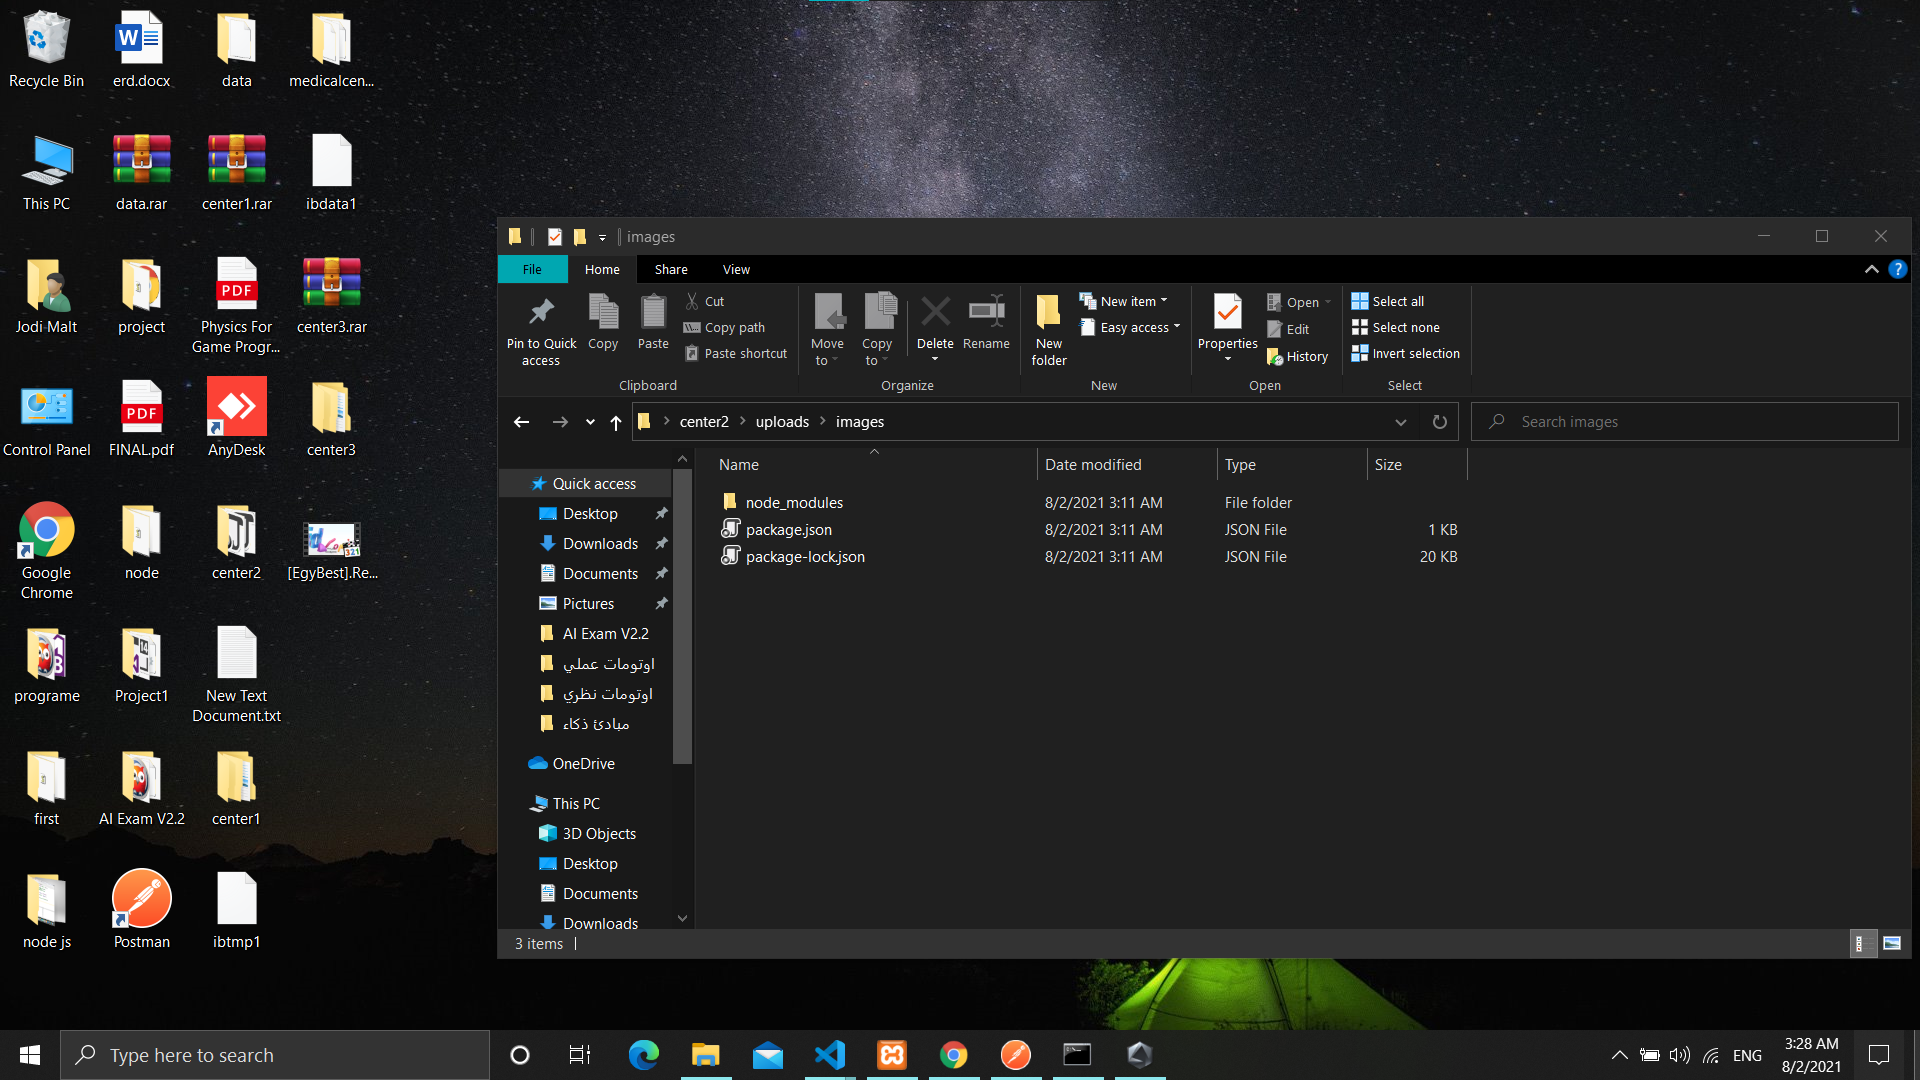 Recycle Bin
erd.docx
data
medicalcen...
This PC
data.rar
center1.rar
ibdata1
Jodi Malt
project
Physics For
Game Progr...
center3.rar
Control Panel
FINAL.pdf
AnyDesk
center3
Google
Chrome
node
center2
[EgyBest].Re...
programe
Project1
New Text
Document.txt
first
AI Exam V2.2
center1
node js
Postman
ibtmp1
PDF
PDF
321
14
images
File
Home
Share
View
Pin to Quick
access
Copy
Paste
Cut
Copy path
Paste shortcut
Clipboard
Move
to
Copy
to
Delete
Rename
Organize
New
folder
New item
Easy access
New
Properties
Open
Edit
History
Open
Select all
Select none
Invert selection
Select
center2
uploads
images
Search images
Name
Date modified
Type
Size
node_modules
8/2/2021 3:11 AM
File folder
package.json
8/2/2021 3:11 AM
JSON File
1 KB
package-lock.json
8/2/2021 3:11 AM
JSON File
20 KB
Quick access
Desktop
Downloads
Documents
Pictures
AI Exam V2.2
اوتومات عملي
اوتومات نظري
مبادئ ذكاء
OneDrive
This PC
3D Objects
Desktop
Documents
Downloads
3 items
Type here to search
ENG
3:28 AM
8/2/2021